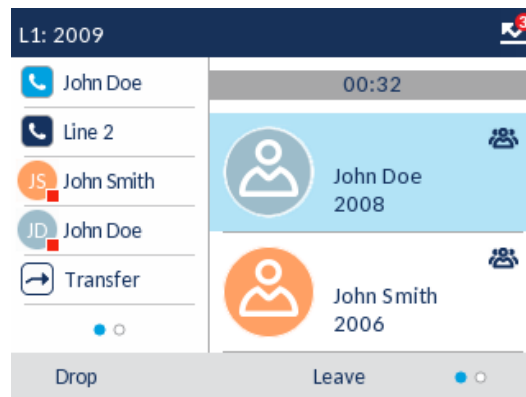 L1: 2009
3
John Doe
Line 2
JS John Smith
JD John Doe
Transfer
00:32
John Doe
2008
John Smith
2006
Drop
Leave